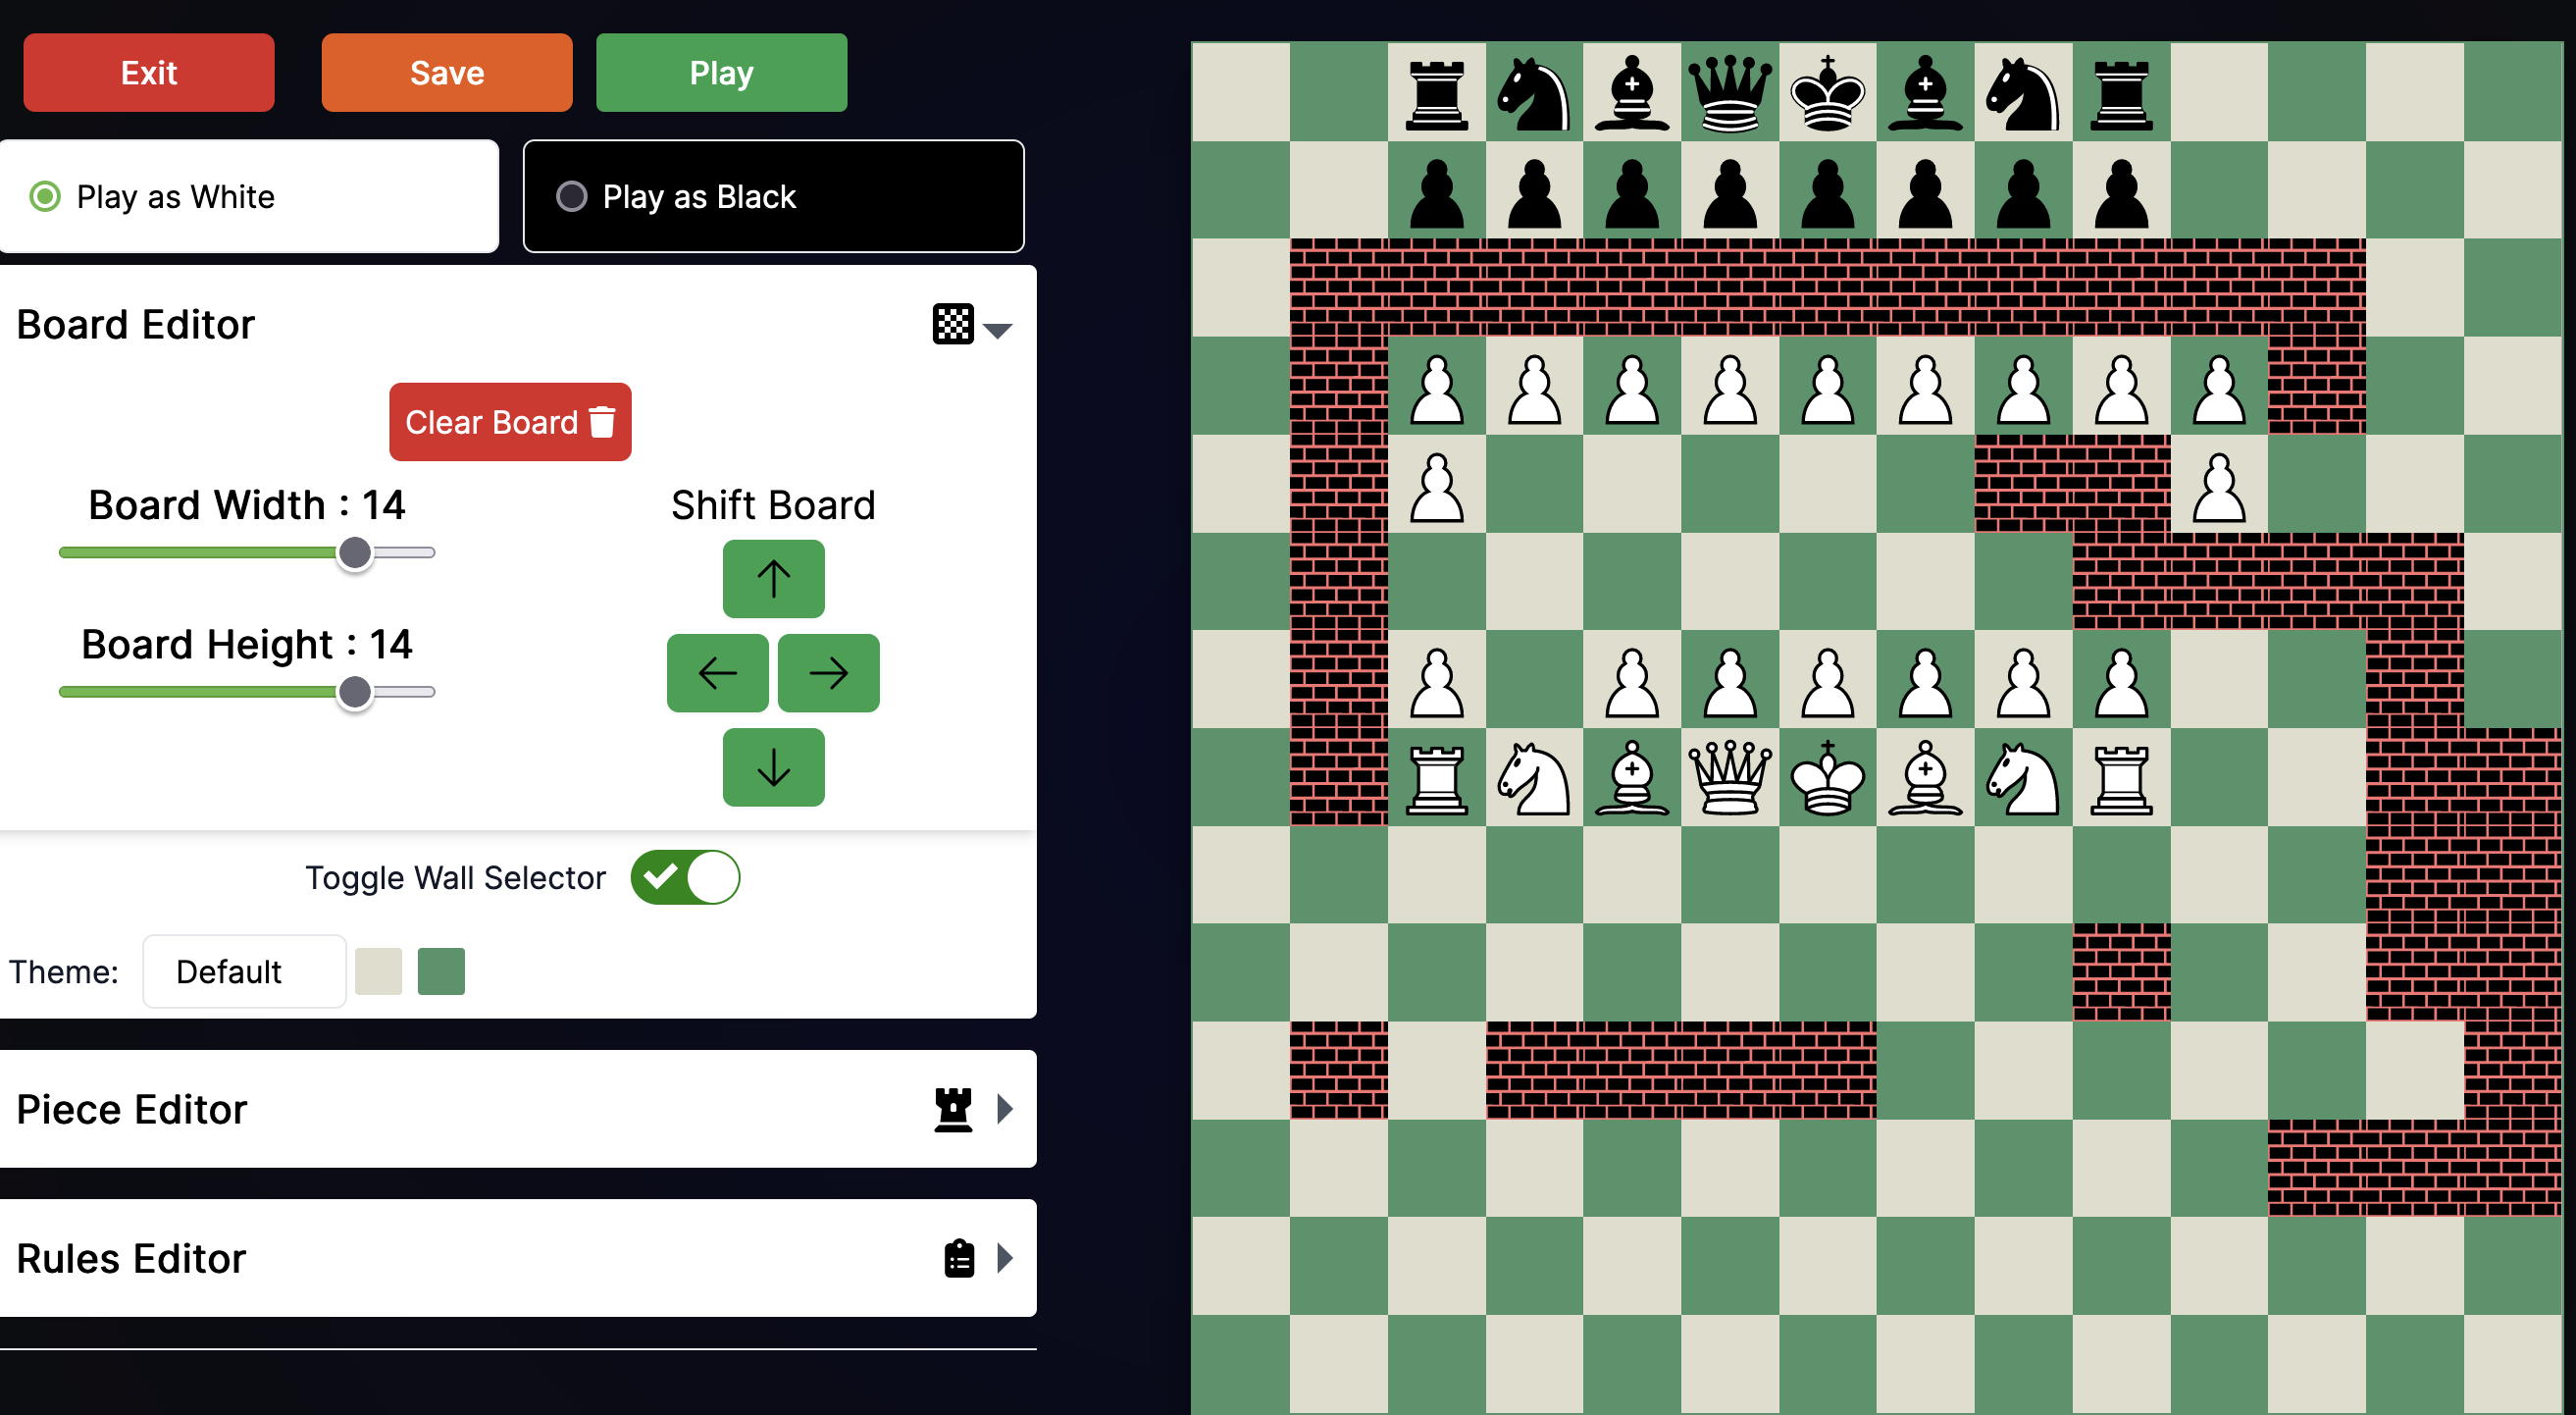 Exit
Save
Play
Play as White
Play as Black
Board Editor
Clear Board
Board Width : 14
Shift Board
Board Height : 14
Toggle Wall Selector
Theme:
Default
Piece Editor
Rules Editor